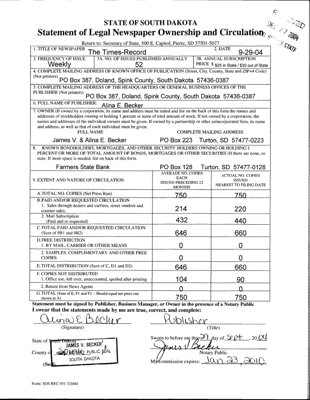 RECEIVED
DEC 2 2004
STATE OF SOUTH DAKOTA
Statement of Legal Newspaper Ownership and Circulation
Return to: Secretary of State, 500 E. Capitol, Pierre, SD 57501-5077
1. TITLE OF NEWSPAPER The Times-Record
2. DATE 9-29-04
3. FREQUENCY OF ISSUE Weekly
3A. NO. OF ISSUES PUBLISHED ANNUALLY 52
3B. ANNUAL SUBSCRIPTION PRICE $ $25 in State / $30 out of State
4. COMPLETE MAILING ADDRESS OF KNOWN OFFICE OF PUBLICATION (Street, City, County, State and ZIP+4 Code)
(Not printers) PO Box 387, Doland, Spink County, South Dakota 57436-0387
5. COMPLETE MAILING ADDRESS OF THE HEADQUARTERS OR GENERAL BUSINESS OFFICES OF THE
PUBLISHER (Not printer) PO Box 387, Doland, Spink County, South Dakota 57436-0387
6. FULL NAME OF PUBLISHER: Alina E. Becker
7. OWNER (If owned by a corporation, its name and address must be stated and also the names and
addresses of stockholders owning or holding 1 percent or more of total amount of stock. If not owned by a corporation, the
names and addresses of the individual owners must be given. If owned by a partnership or other unincorporated firm, its name
and address, as well as that of each individual must be given.
FULL NAME
COMPLETE MAILING ADDRESS
James V. & Alina E. Becker PO Box 223 Turton, SD 57477-0223
8. KNOWN BONDHOLDERS, MORTGAGES, AND OTHER SECURITY HOLDERS OWNING OR HOLDING 1
PERCENT OR MORE OF TOTAL AMOUNT OF BONDS, MORTGAGES OR OTHER SECURITIES (If there are none, so
state. If more space is needed, list on back of this form.
Farmers State Bank PO Box 128 Turton, SD 57477-0128
9. EXTENT AND NATURE OF CIRCULATION
AVERAGE NO. COPIES EACH ISSUED PRECEDING 12 MONTHS
ACTUAL NO. COPIES ISSUED NEAREST TO FILING DATE
A. TOTAL NO. COPIES (Net Press Run) 750 750
B. PAID AND/OR REQUESTED CIRCULATION
1. Sales through dealers and carriers, street vendors and
counter sales. 214 220
2. Mail Subscription
(Paid and or requested) 432 440
C. TOTAL PAID AND/OR REQUESTED CIRCULATION
(Sum of 9B1 and 9B2) 646 660
D. FREE DISTRIBUTION
1. BY MAIL, CARRIER OR OTHER MEANS 0 0
2. SAMPLES, COMPLIMENTARY AND OTHER FREE
COPIES 0 0
E. TOTAL DISTRIBUTION (Sum of C, D1 and D2) 646 660
F. COPIES NOT DISTRIBUTED
1. Office use, left over, unaccounted, spoiled after printing 104 90
2. Return from News Agents 0 0
G. TOTAL (Sum of E, F1 and F2 – Should equal net press run
shown in A) 750 750
Statement must be signed by Publisher, Business Manager, or Owner in the presence of a Notary Public
I swear that the statements made by me are true, correct, and complete:
Alina E. Becker Publisher
(Signature) (Title)
State of South Dakota
County of
JAMES V. BECKER
NOTARY PUBLIC
SEAL
SOUTH DAKOTA
Sworn to before me this 29 day of Sept, 2004
James V. Becker
Notary Public
My commission expires: Jan 23, 2010